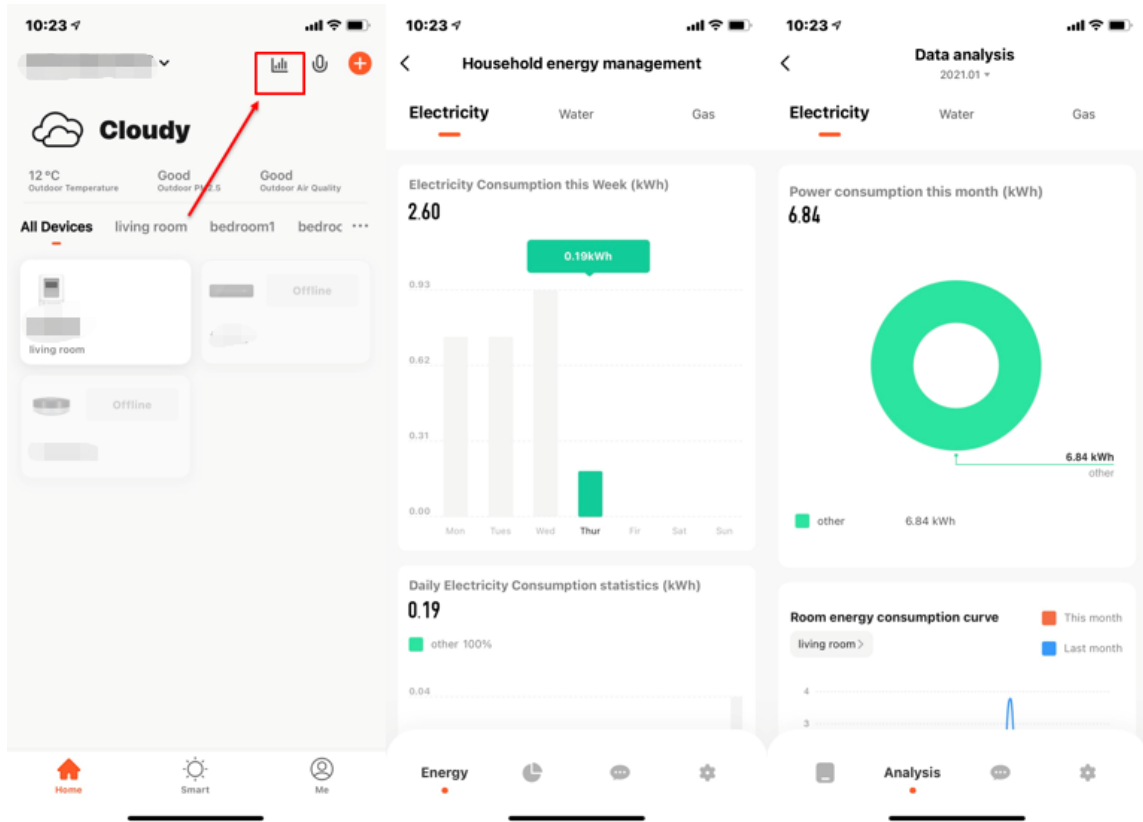 10:23
Cloudy
12 °C
Outdoor Temperature
Good
Outdoor PM2.5
Good
Outdoor Air Quality
All Devices living room bedroom1 bedroc ...
Offline
living room
Offline
Home
Smart
Me
10:23
Household energy management
Electricity Water Gas
Electricity Consumption this Week (kWh)
2.60
0.19kWh
0.93
0.62
0.31
0.00
Mon Tues Wed Thur Fir Sat Sun
Daily Electricity Consumption statistics (kWh)
0.19
other 100%
0.04
Energy
10:23
Data analysis
2021.01
Electricity Water Gas
Power consumption this month (kWh)
6.84
6.84 kWh
other
other 6.84 kWh
Room energy consumption curve
This month
living room >
Last month
4
3
Analysis